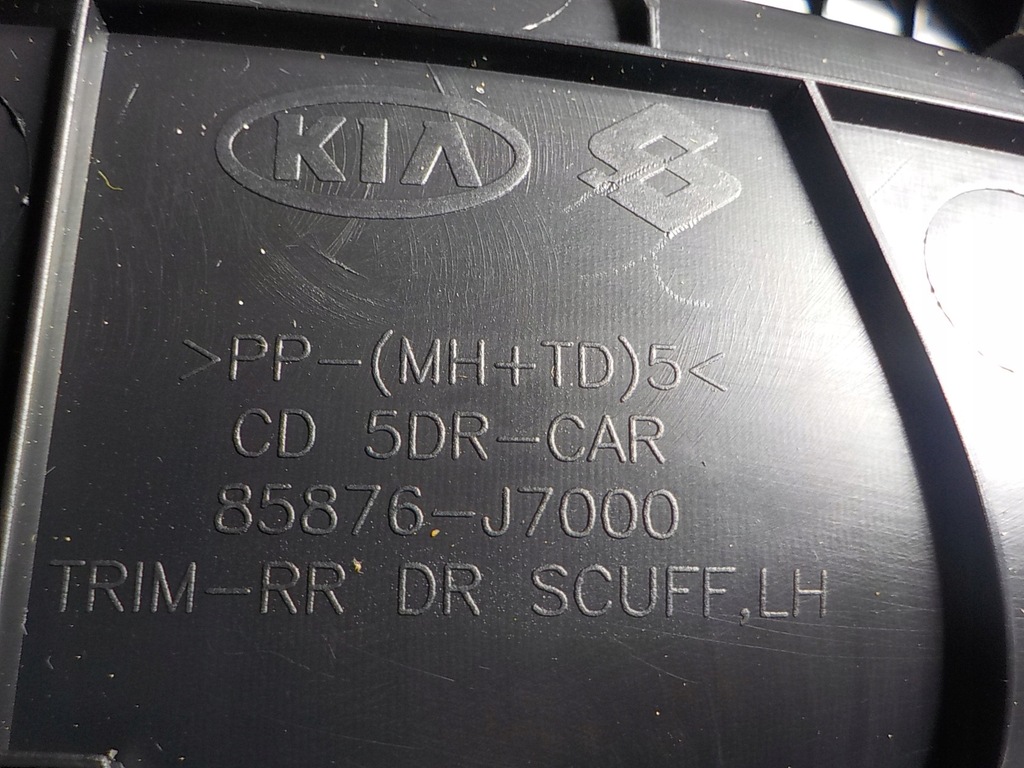 KIA
>PP-(MH+TD)5<
CD 5DR-CAR
85876-J7000
TRIM-RR DR SCUFF,LH